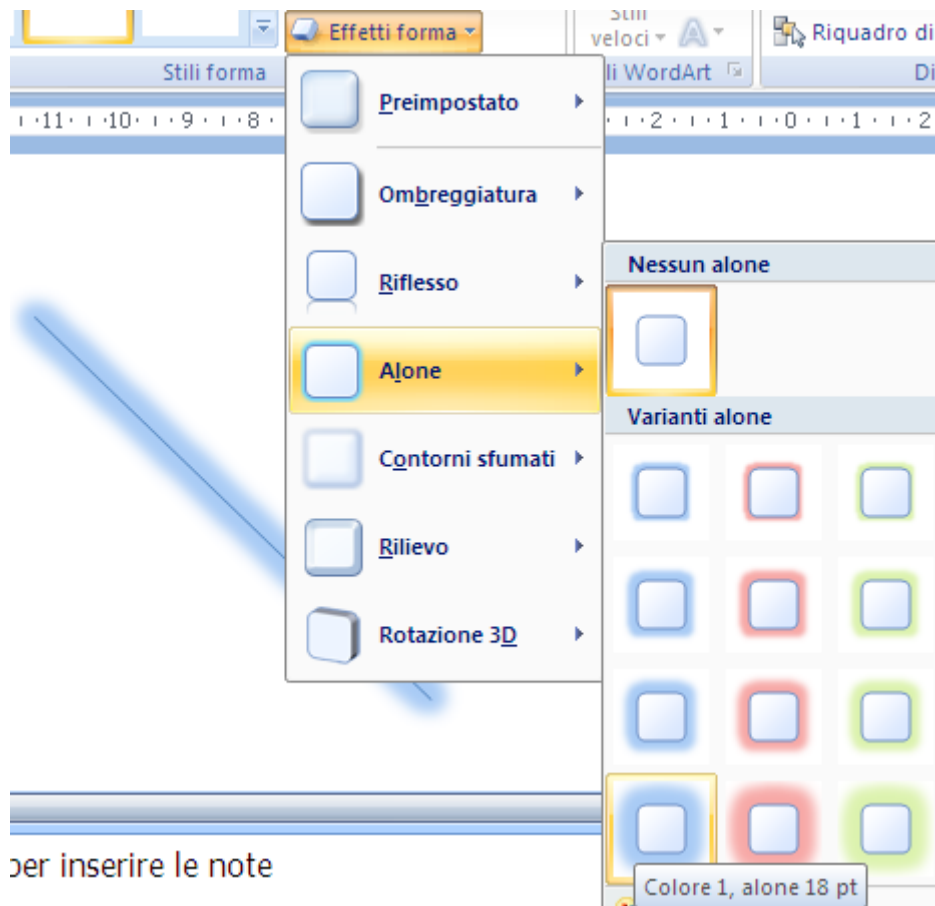 Stili
Effetti forma
veloci
Riquadro di
Stili forma
li WordArt
Di
11 10 9 8 2 1 0 1 2
Preimpostato
Ombreggiatura
Nessun alone
Riflesso
Alone
Varianti alone
Contorni sfumati
Rilievo
Rotazione 3D
per inserire le note
Colore 1, alone 18 pt